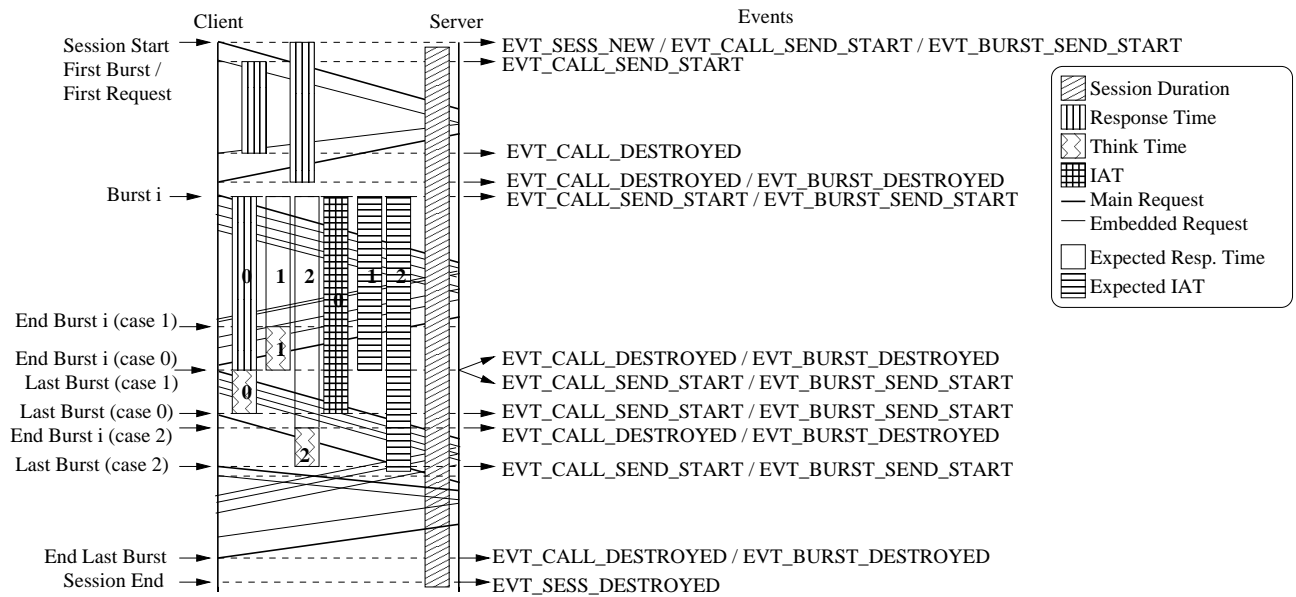 Client
Server
Events
Session Start
EVT_SESS_NEW / EVT_CALL_SEND_START / EVT_BURST_SEND_START
First Burst /
First Request
EVT_CALL_SEND_START
EVT_CALL_DESTROYED
EVT_CALL_DESTROYED / EVT_BURST_DESTROYED
Burst i
EVT_CALL_SEND_START / EVT_BURST_SEND_START
0
1
2
0
1
2
End Burst i (case 1)
1
End Burst i (case 0)
EVT_CALL_DESTROYED / EVT_BURST_DESTROYED
Last Burst (case 1)
EVT_CALL_SEND_START / EVT_BURST_SEND_START
0
Last Burst (case 0)
EVT_CALL_SEND_START / EVT_BURST_SEND_START
End Burst i (case 2)
EVT_CALL_DESTROYED / EVT_BURST_DESTROYED
2
Last Burst (case 2)
EVT_CALL_SEND_START / EVT_BURST_SEND_START
End Last Burst
EVT_CALL_DESTROYED / EVT_BURST_DESTROYED
Session End
EVT_SESS_DESTROYED
Session Duration
Response Time
Think Time
IAT
Main Request
Embedded Request
Expected Resp. Time
Expected IAT